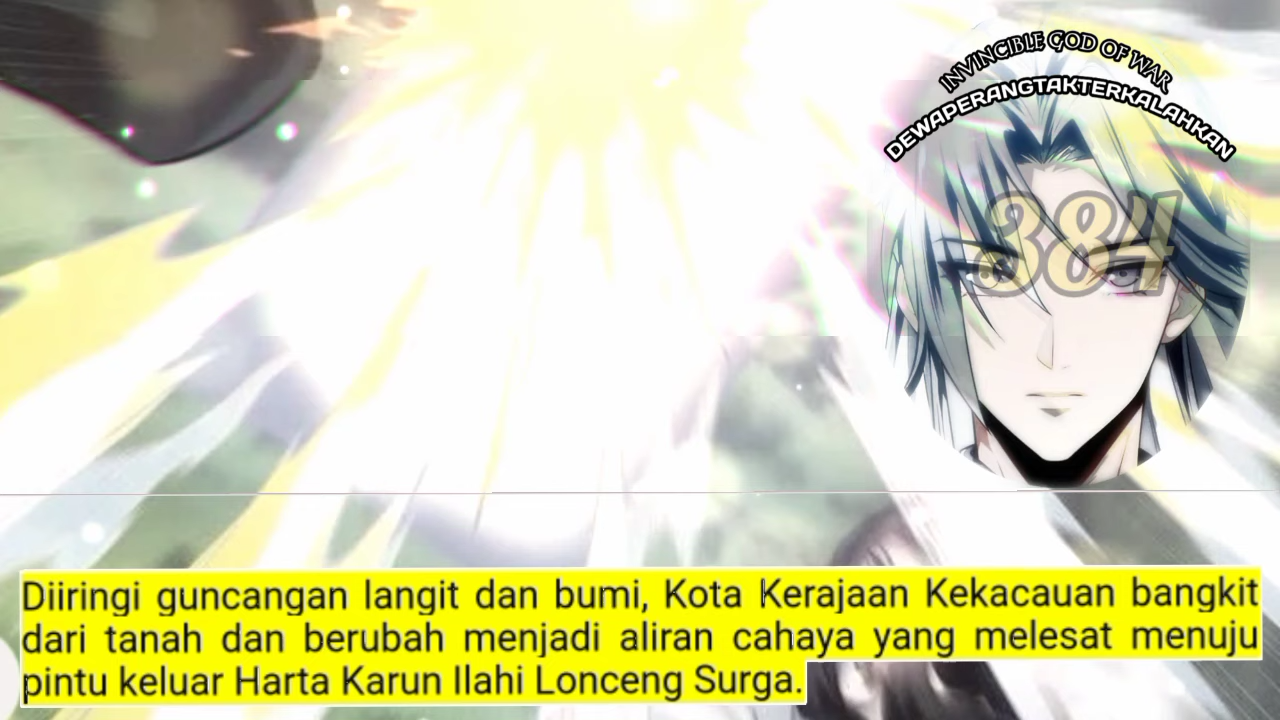 INVINCIBLE GOD OF WAR
DEWAPERANGTAKTERKALAHKAN
384
Diiringi guncangan langit dan bumi, Kota Kerajaan Kekacauan bangkit
dari tanah dan berubah menjadi aliran cahaya yang melesat menuju
pintu keluar Harta Karun Ilahi Lonceng Surga.